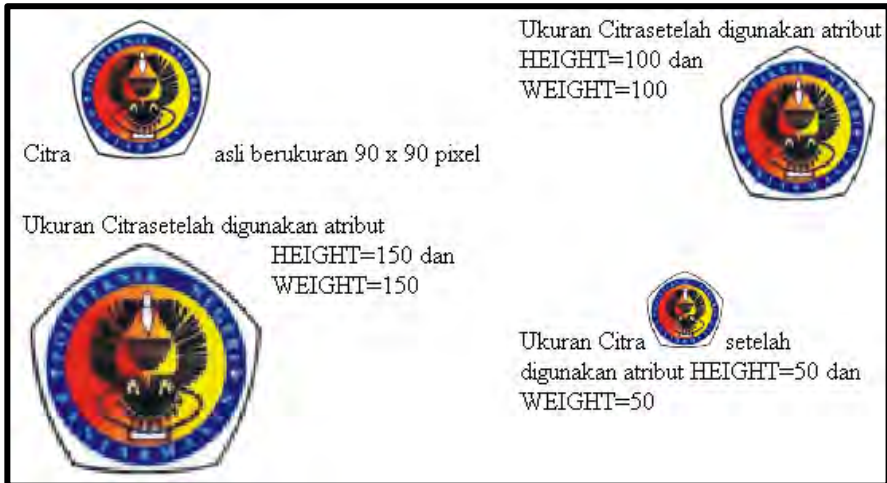 Citra asli berukuran 90 x 90 pixel
Ukuran Citrasetelah digunakan atribut
HEIGHT=100 dan
WEIGHT=100
Ukuran Citrasetelah digunakan atribut
HEIGHT=150 dan
WEIGHT=150
Ukuran Citra setelah
digunakan atribut HEIGHT=50 dan
WEIGHT=50